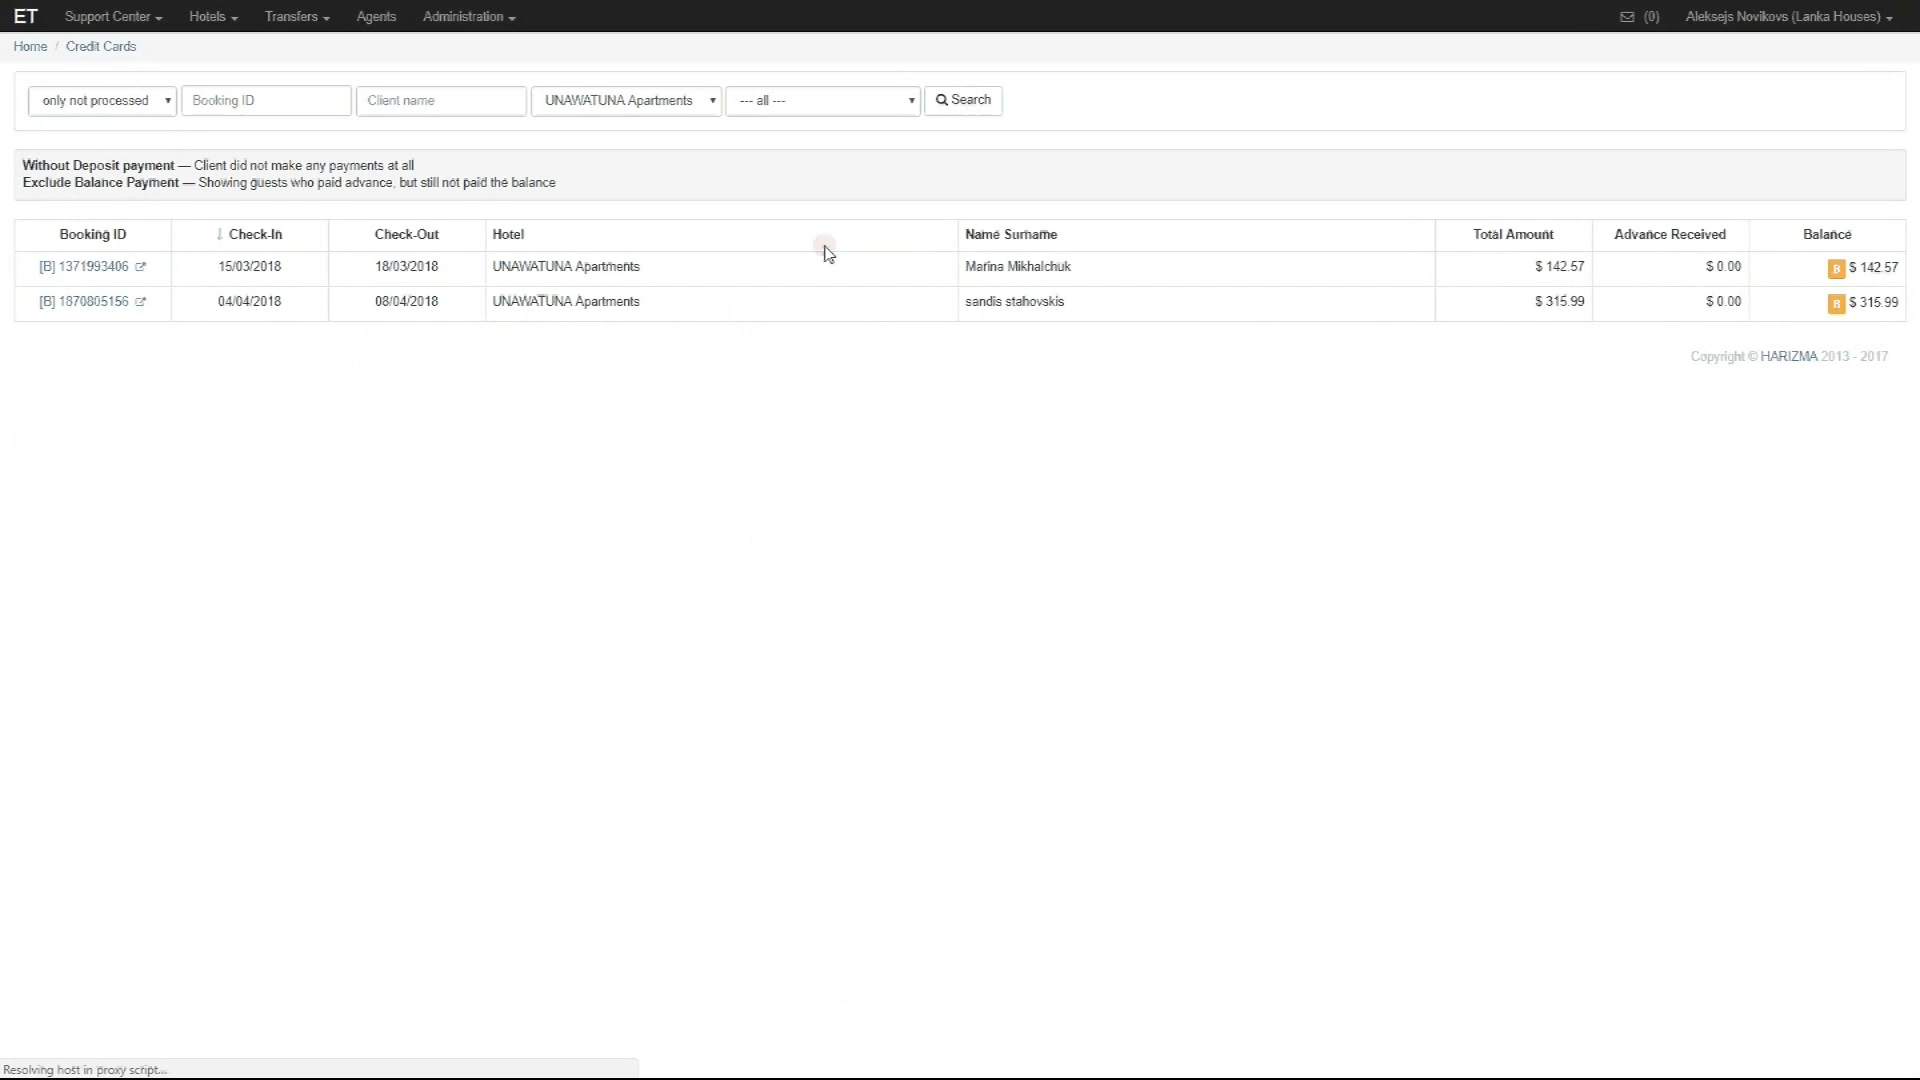 ET Support Center Hotels Transfers Agents Administration (0) Aleksejs Novikovs (Lanka Houses)
Home / Credit Cards
only not processed Booking ID Client name UNAWATUNA Apartments --- all --- Search
Without Deposit payment — Client did not make any payments at all
Exclude Balance Payment — Showing guests who paid advance, but still not paid the balance
Booking ID Check-In Check-Out Hotel Name Surname Total Amount Advance Received Balance
[B] 1371993406 15/03/2018 18/03/2018 UNAWATUNA Apartments Marina Mikhalchuk $ 142.57 $ 0.00 B $ 142.57
[B] 1870805156 04/04/2018 08/04/2018 UNAWATUNA Apartments sandis stahovskis $ 315.99 $ 0.00 B $ 315.99
Copyright © HARIZMA 2013 - 2017
Resolving host in proxy script...